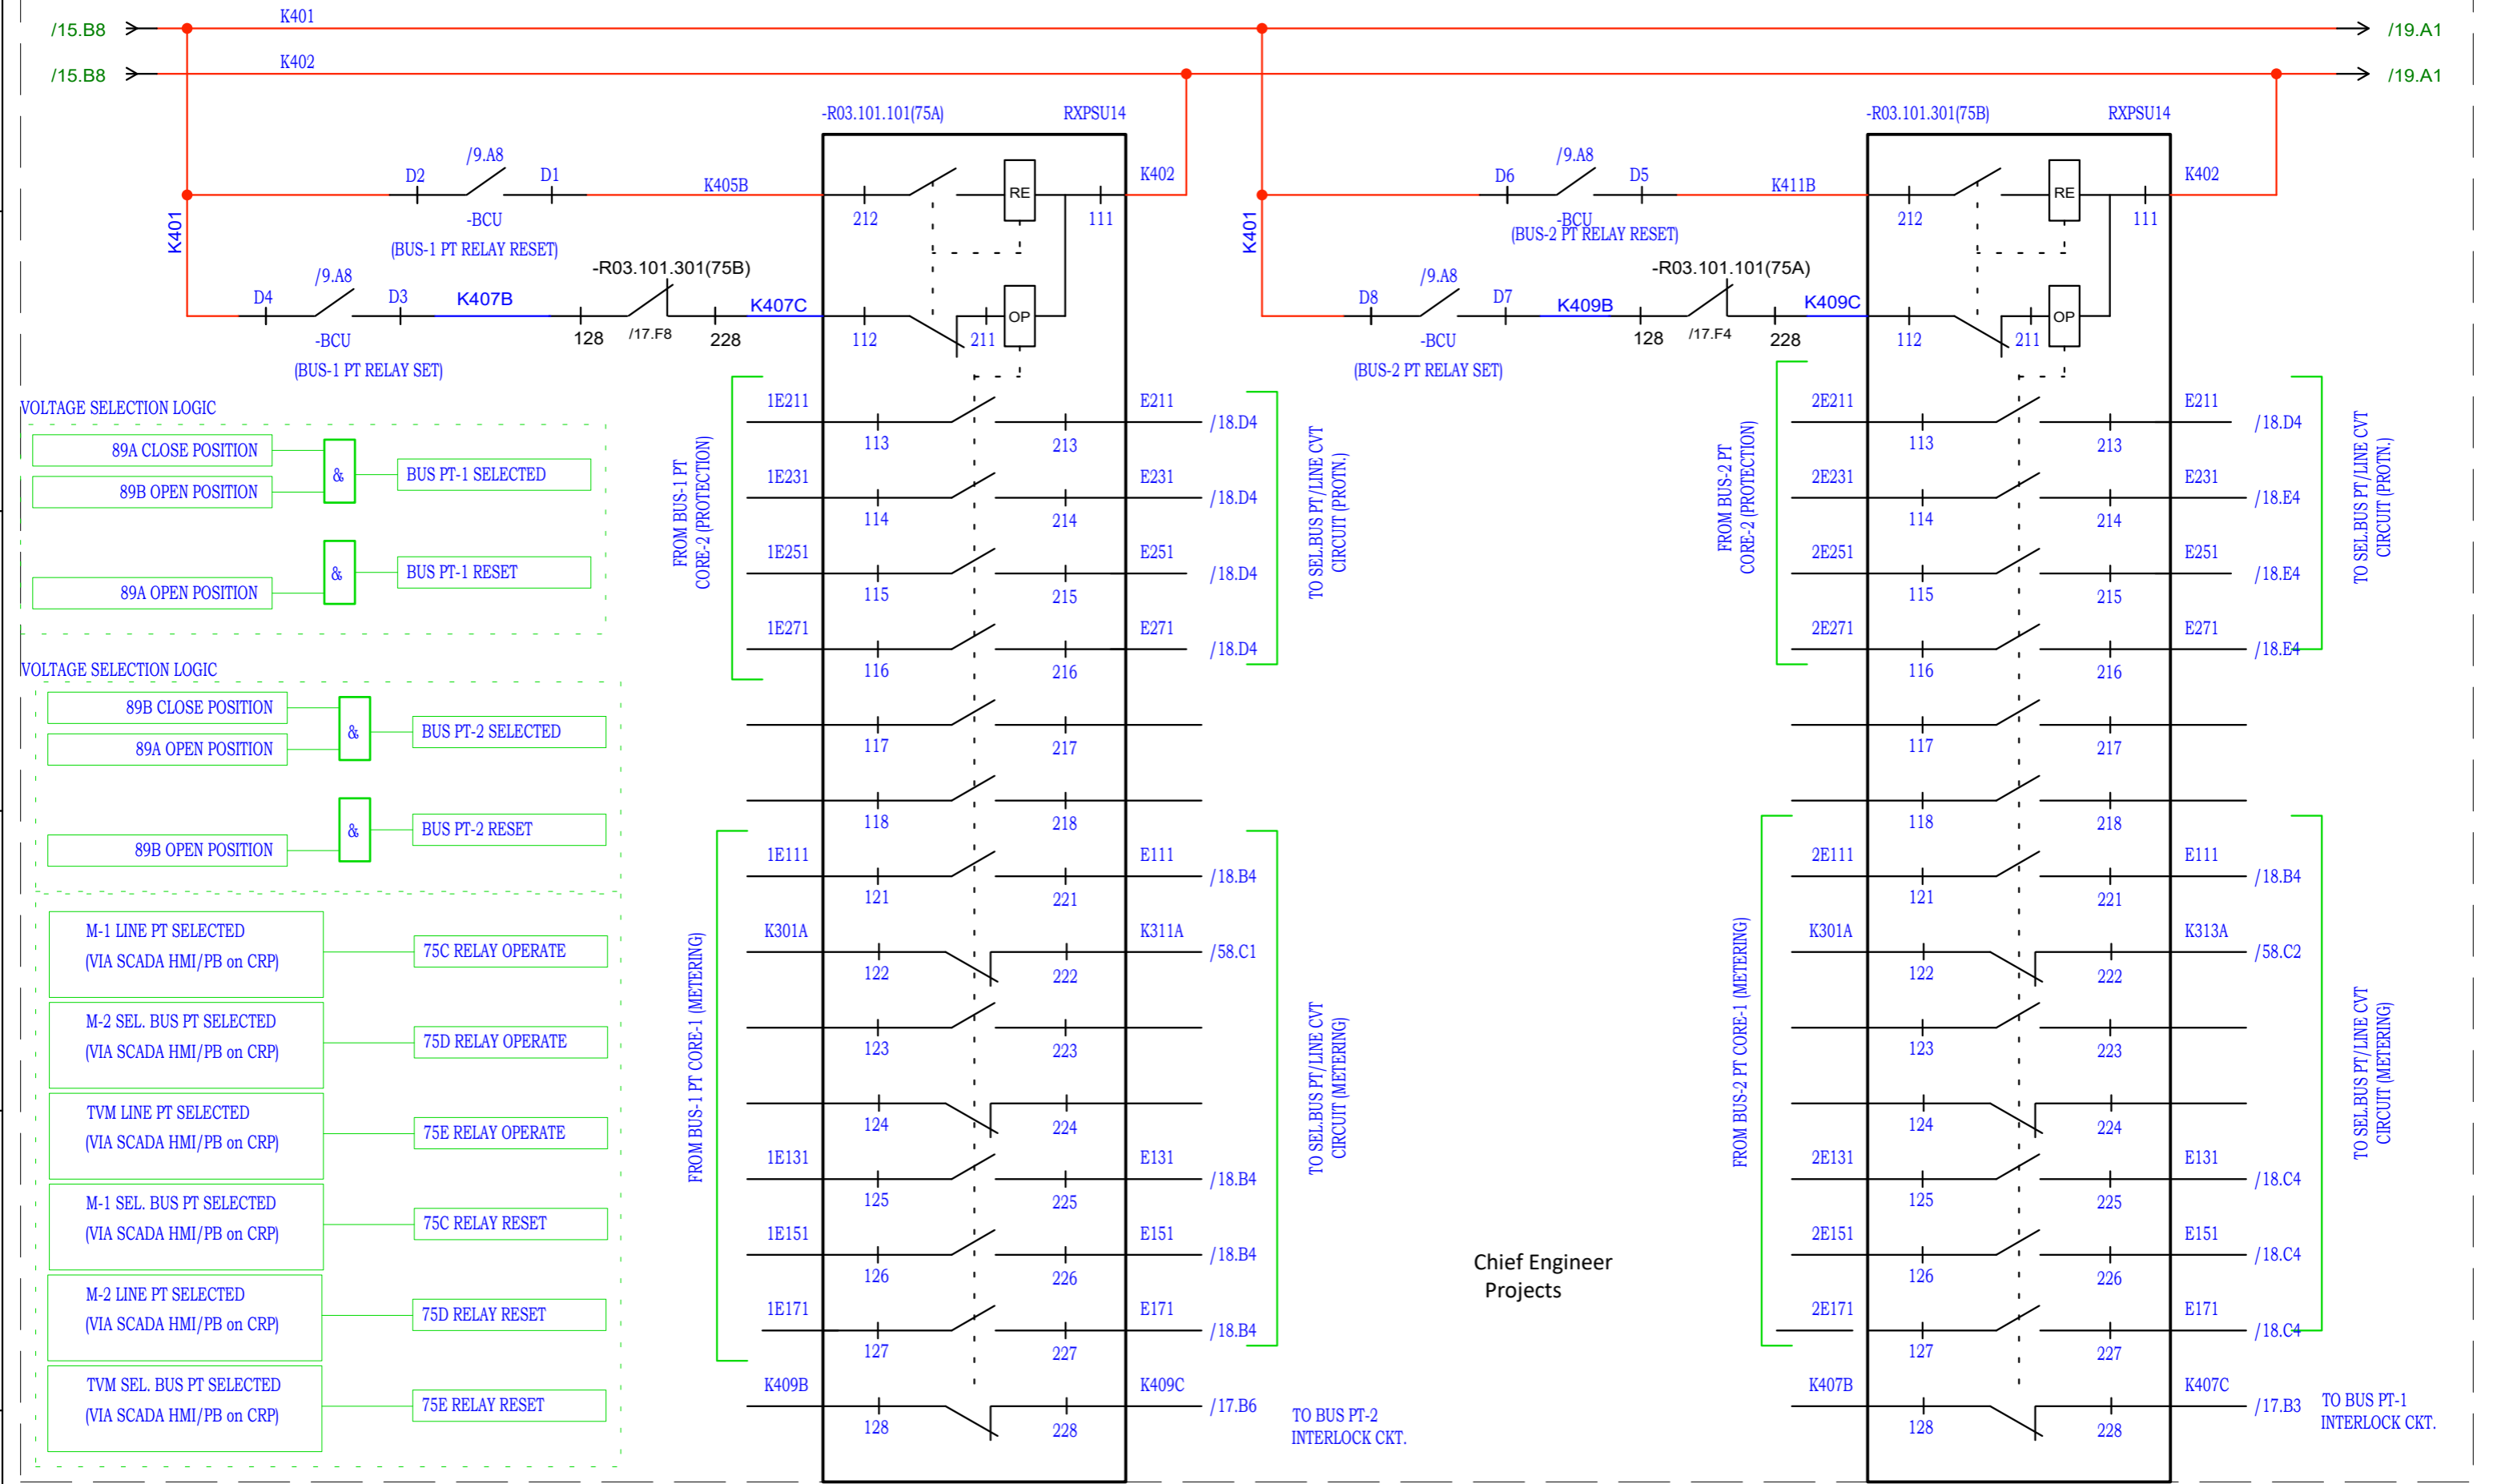 K401
/15.B8
/19.A1
K402
/15.B8
/19.A1
-R03.101.101(75A)
RXPSU14
-R03.101.301(75B)
RXPSU14
/9.A8
D2
D1
K405B
-BCU
(BUS-1 PT RELAY RESET)
212
RE
111
K402
K401
/9.A8
D4
D3
K407B
-BCU
(BUS-1 PT RELAY SET)
-R03.101.301(75B)
128
/17.F8
228
K407C
112
211
OP
/9.A8
D6
D5
K411B
-BCU
(BUS-2 PT RELAY RESET)
212
RE
111
K402
K401
/9.A8
D8
D7
K409B
-BCU
(BUS-2 PT RELAY SET)
-R03.101.101(75A)
128
/17.F4
228
K409C
112
211
OP
VOLTAGE SELECTION LOGIC
89A CLOSE POSITION
89B OPEN POSITION
&
BUS PT-1 SELECTED
89A OPEN POSITION
&
BUS PT-1 RESET
VOLTAGE SELECTION LOGIC
89B CLOSE POSITION
89A OPEN POSITION
&
BUS PT-2 SELECTED
89B OPEN POSITION
&
BUS PT-2 RESET
M-1 LINE PT SELECTED
(VIA SCADA HMI/PB on CRP)
75C RELAY OPERATE
M-2 SEL. BUS PT SELECTED
(VIA SCADA HMI/PB on CRP)
75D RELAY OPERATE
TVM LINE PT SELECTED
(VIA SCADA HMI/PB on CRP)
75E RELAY OPERATE
M-1 SEL. BUS PT SELECTED
(VIA SCADA HMI/PB on CRP)
75C RELAY RESET
M-2 LINE PT SELECTED
(VIA SCADA HMI/PB on CRP)
75D RELAY RESET
TVM SEL. BUS PT SELECTED
(VIA SCADA HMI/PB on CRP)
75E RELAY RESET
FROM BUS-1 PT
CORE-2 (PROTECTION)
1E211
113
213
E211
/18.D4
1E231
114
214
E231
/18.D4
1E251
115
215
E251
/18.D4
1E271
116
216
E271
/18.D4
TO SEL.BUS PT/LINE CVT
CIRCUIT (PROTN.)
117
217
118
218
FROM BUS-1 PT CORE-1 (METERING)
1E111
121
221
E111
/18.B4
K301A
122
222
K311A
/58.C1
123
223
124
224
1E131
125
225
E131
/18.B4
1E151
126
226
E151
/18.B4
1E171
127
227
E171
/18.B4
TO SEL.BUS PT/LINE CVT
CIRCUIT (METERING)
K409B
128
228
K409C
/17.B6
TO BUS PT-2
INTERLOCK CKT.
Chief Engineer
Projects
FROM BUS-2 PT
CORE-2 (PROTECTION)
2E211
113
213
E211
/18.D4
2E231
114
214
E231
/18.E4
2E251
115
215
E251
/18.E4
2E271
116
216
E271
/18.E4
TO SEL.BUS PT/LINE CVT
CIRCUIT (PROTN.)
117
217
118
218
FROM BUS-2 PT CORE-1 (METERING)
2E111
121
221
E111
/18.B4
K301A
122
222
K313A
/58.C2
123
223
124
224
2E131
125
225
E131
/18.C4
2E151
126
226
E151
/18.C4
2E171
127
227
E171
/18.C4
TO SEL.BUS PT/LINE CVT
CIRCUIT (METERING)
K407B
128
228
K407C
/17.B3
TO BUS PT-1
INTERLOCK CKT.